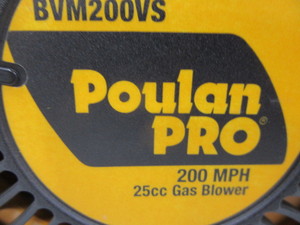 BVM200VS
Poulan
PRO®
200 MPH
25cc Gas Blower